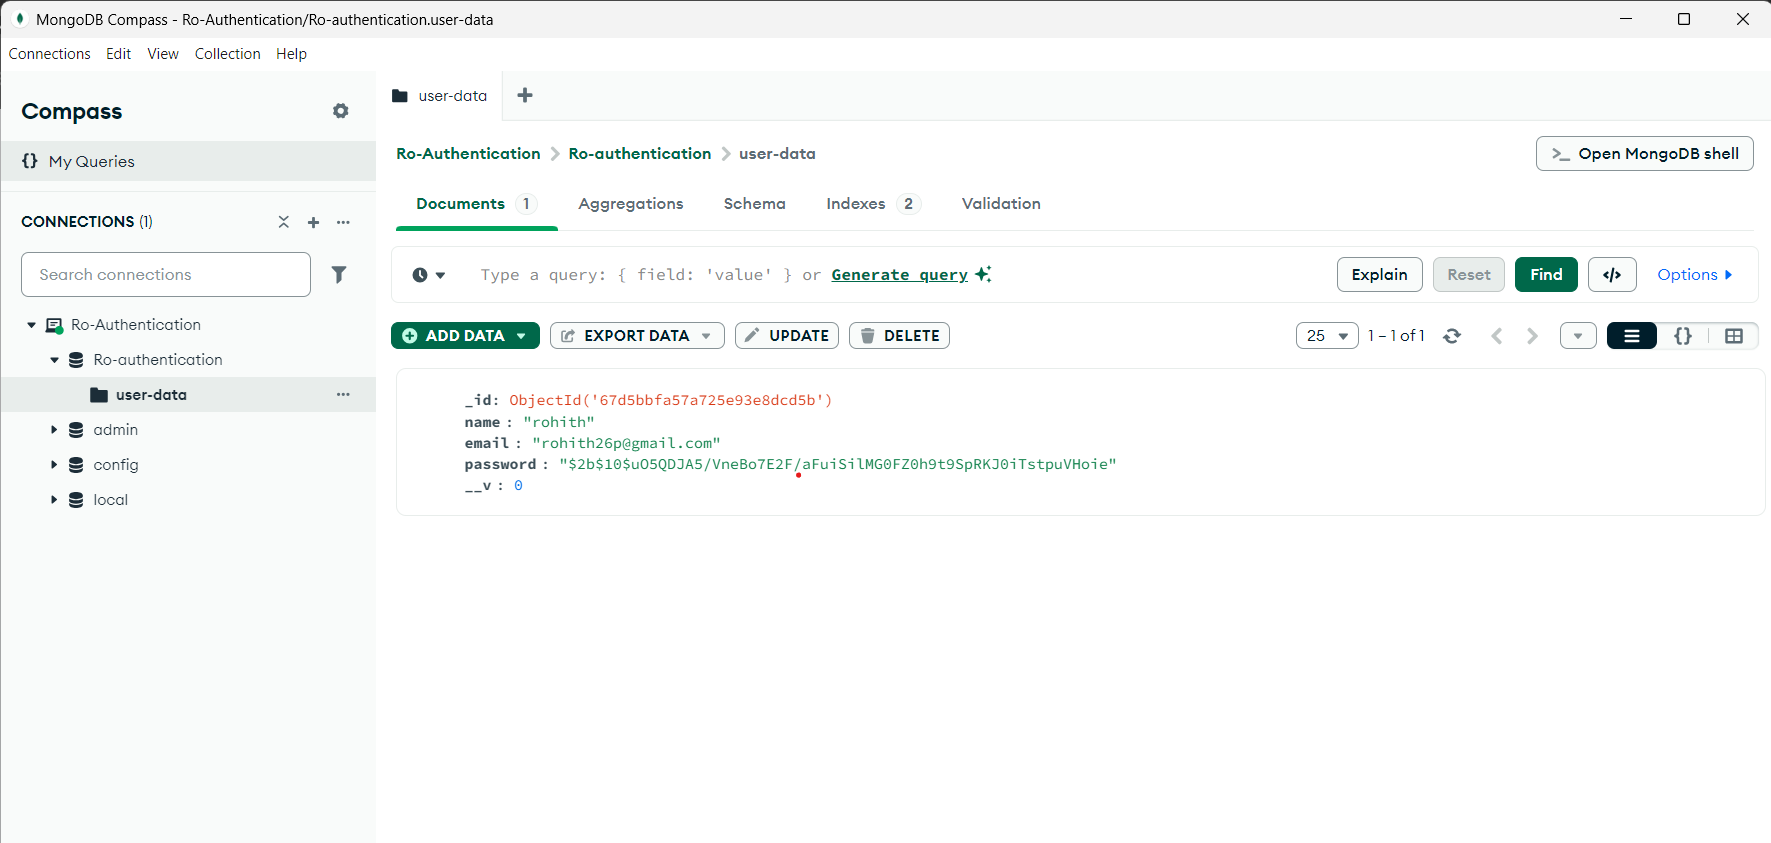 MongoDB Compass - Ro-Authentication/Ro-authentication.user-data
Connections Edit View Collection Help
Compass
{} My Queries
CONNECTIONS (1)
Search connections
Ro-Authentication
Ro-authentication
user-data
admin
config
local
user-data
Ro-Authentication > Ro-authentication > user-data
>_ Open MongoDB shell
Documents 1 Aggregations Schema Indexes 2 Validation
Type a query: { field: 'value' } or Generate query
Explain Reset Find </> Options
ADD DATA EXPORT DATA UPDATE DELETE
25 1 – 1 of 1 {}
_id: ObjectId('67d5bbfa57a725e93e8dcd5b')
name : "rohith"
email : "rohith26p@gmail.com"
password : "$2b$10$uO5QDJA5/VneBo7E2F/aFuiSilMG0FZ0h9t9SpRKJ0iTstpuVHoie"
__v : 0